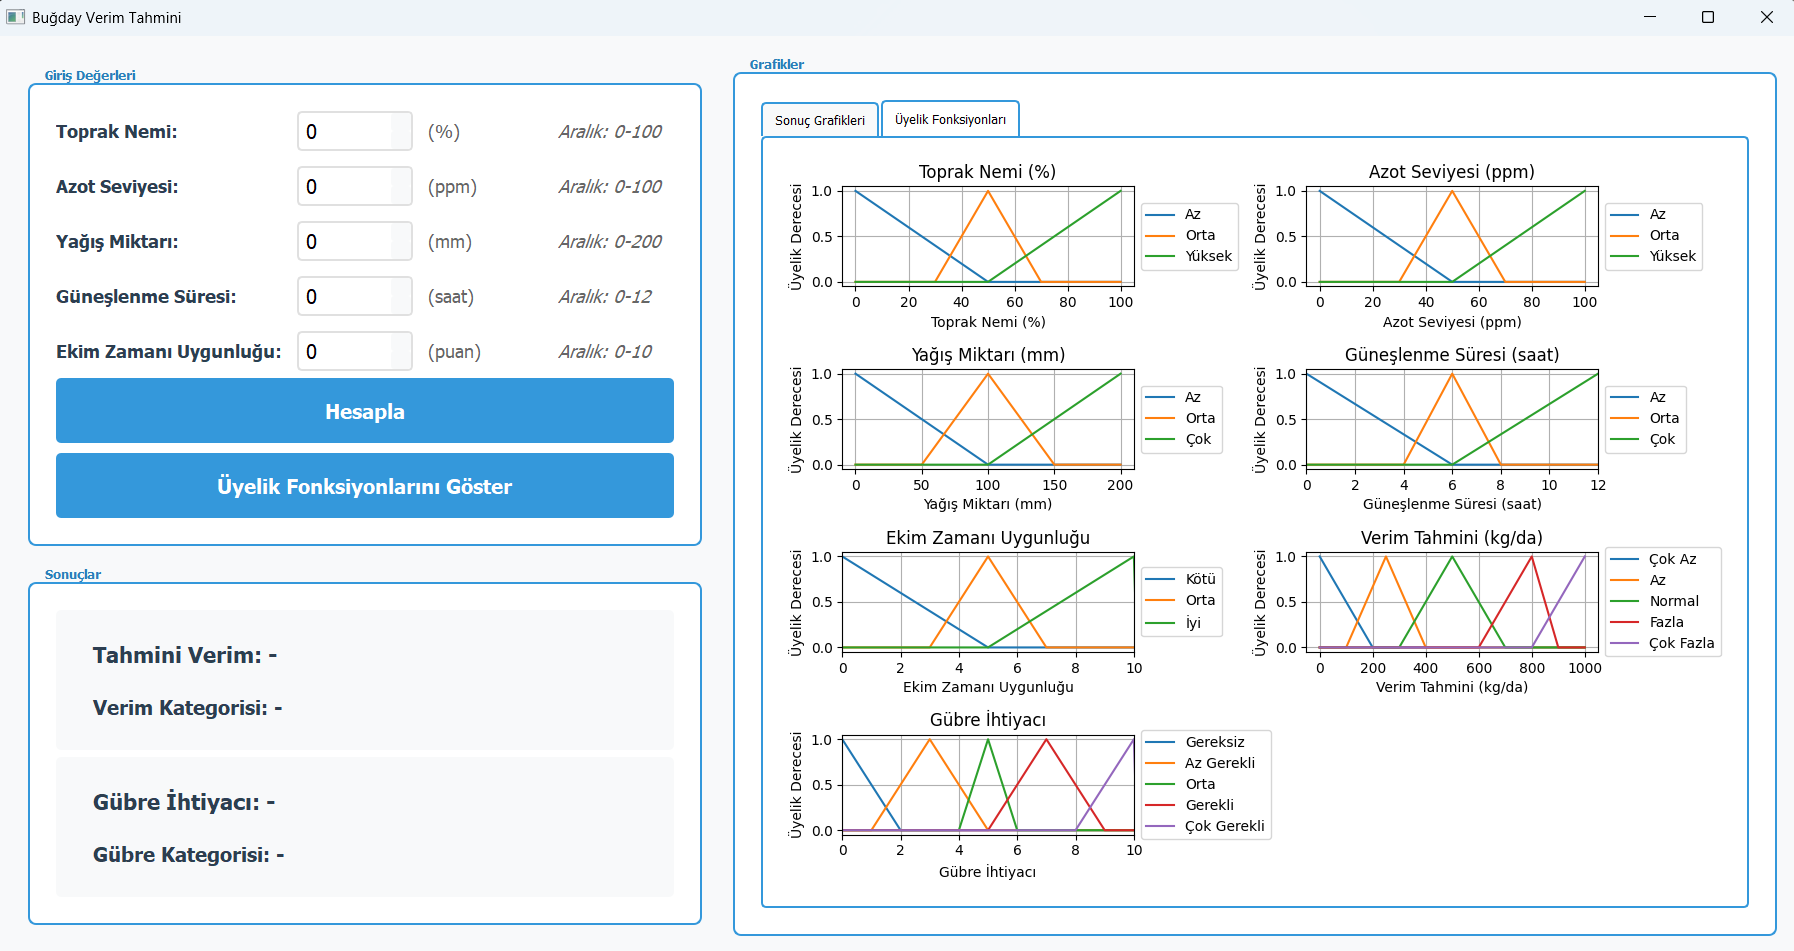 Buğday Verim Tahmini
Giriş Değerleri
Toprak Nemi: 0 (%) Aralık: 0-100
Azot Seviyesi: 0 (ppm) Aralık: 0-100
Yağış Miktarı: 0 (mm) Aralık: 0-200
Güneşlenme Süresi: 0 (saat) Aralık: 0-12
Ekim Zamanı Uygunluğu: 0 (puan) Aralık: 0-10
Hesapla
Üyelik Fonksiyonlarını Göster
Sonuçlar
Tahmini Verim: -
Verim Kategorisi: -
Gübre İhtiyacı: -
Gübre Kategorisi: -
Grafikler
Sonuç Grafikleri
Üyelik Fonksiyonları
Toprak Nemi (%)
Üyelik Derecesi
1.0
0.5
0.0
0 20 40 60 80 100
Toprak Nemi (%)
Az
Orta
Yüksek
Azot Seviyesi (ppm)
Üyelik Derecesi
1.0
0.5
0.0
0 20 40 60 80 100
Azot Seviyesi (ppm)
Az
Orta
Yüksek
Yağış Miktarı (mm)
Üyelik Derecesi
1.0
0.5
0.0
0 50 100 150 200
Yağış Miktarı (mm)
Az
Orta
Çok
Güneşlenme Süresi (saat)
Üyelik Derecesi
1.0
0.5
0.0
0 2 4 6 8 10 12
Güneşlenme Süresi (saat)
Az
Orta
Çok
Ekim Zamanı Uygunluğu
Üyelik Derecesi
1.0
0.5
0.0
0 2 4 6 8 10
Ekim Zamanı Uygunluğu
Kötü
Orta
İyi
Verim Tahmini (kg/da)
Üyelik Derecesi
1.0
0.5
0.0
0 200 400 600 800 1000
Verim Tahmini (kg/da)
Çok Az
Az
Normal
Fazla
Çok Fazla
Gübre İhtiyacı
Üyelik Derecesi
1.0
0.5
0.0
0 2 4 6 8 10
Gübre İhtiyacı
Gereksiz
Az Gerekli
Orta
Gerekli
Çok Gerekli